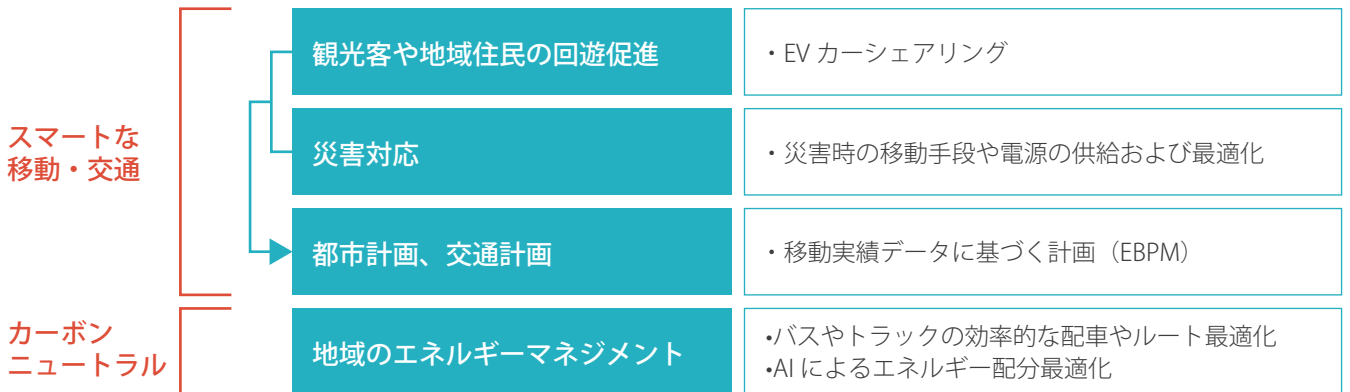 スマートな
移動・交通
観光客や地域住民の回遊促進
・EV カーシェアリング
災害対応
・災害時の移動手段や電源の供給および最適化
都市計画、交通計画
・移動実績データに基づく計画（EBPM）
カーボン
ニュートラル
地域のエネルギーマネジメント
•バスやトラックの効率的な配車やルート最適化
•AI によるエネルギー配分最適化